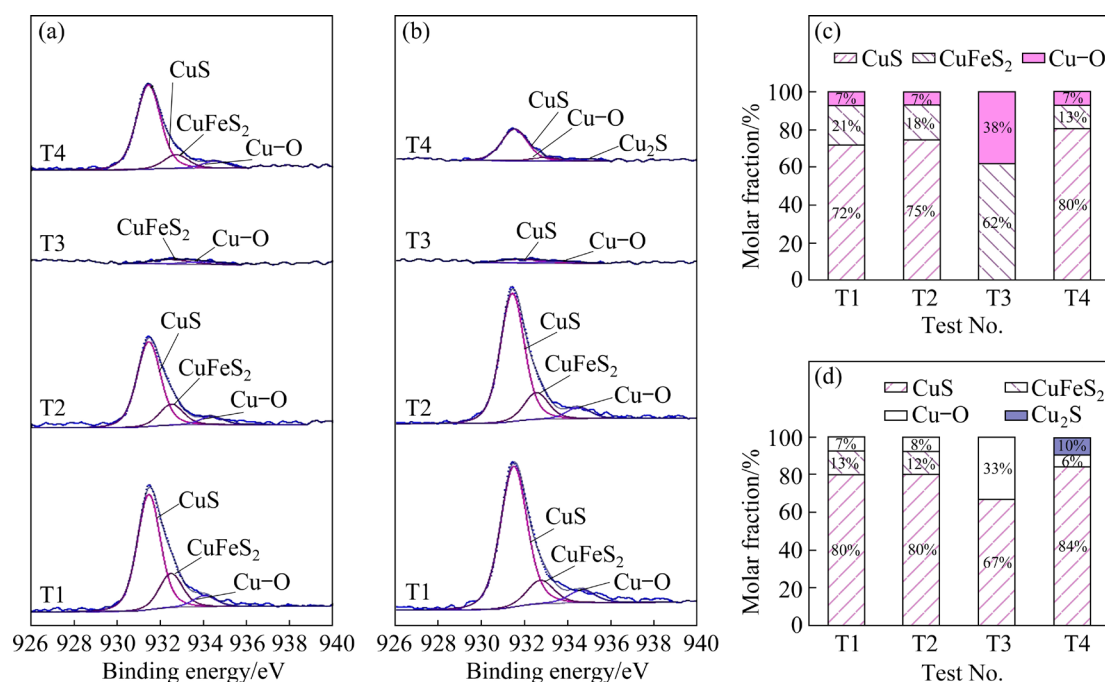 (a)
CuS
CuFeS₂
Cu−O
T4
CuFeS₂
Cu−O
T3
CuS
CuFeS₂
Cu−O
T2
CuS
CuFeS₂
Cu−O
T1
926 928 930 932 934 936 938 940
Binding energy/eV
(b)
CuS
Cu−O
Cu₂S
T4
CuS
Cu−O
T3
CuS
CuFeS₂
Cu−O
T2
CuS
CuFeS₂
Cu−O
T1
926 928 930 932 934 936 938 940
Binding energy/eV
(c)
CuS CuFeS₂ Cu−O
Molar fraction/%
100
80
60
40
20
0
7% 7% 38% 7%
21% 18% 62% 13%
72% 75% 80%
T1 T2 T3 T4
Test No.
(d)
CuS CuFeS₂
Cu−O Cu₂S
Molar fraction/%
100
80
60
40
20
0
7% 8% 33% 10%
13% 12% 6%
80% 80% 67% 84%
T1 T2 T3 T4
Test No.